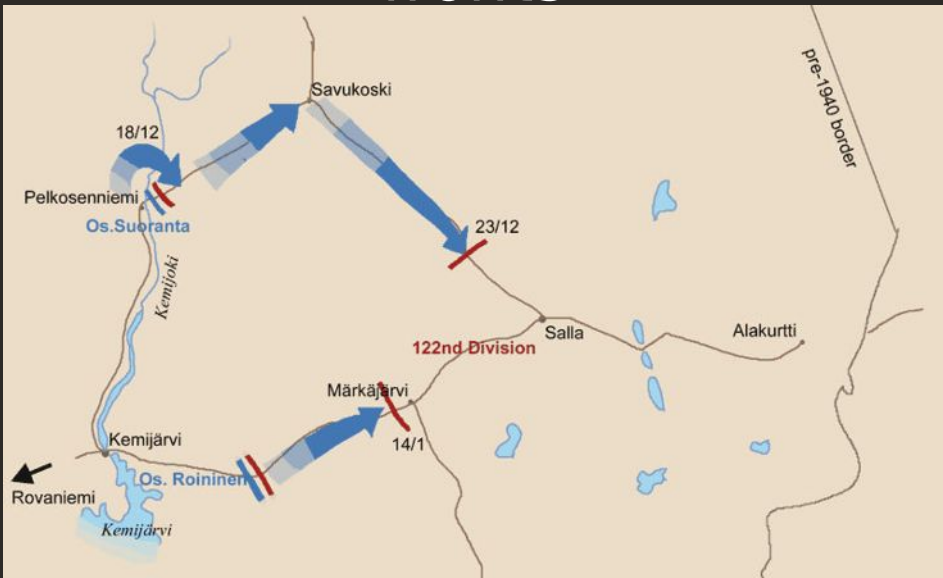 Savukoski
pre-1940 border
18/12
Pelkosenniemi
Os.Suoranta
23/12
Kemijoki
Salla
Alakurtti
122nd Division
Märkäjärvi
14/1
Kemijärvi
Os. Roininen
Rovaniemi
Kemijärvi